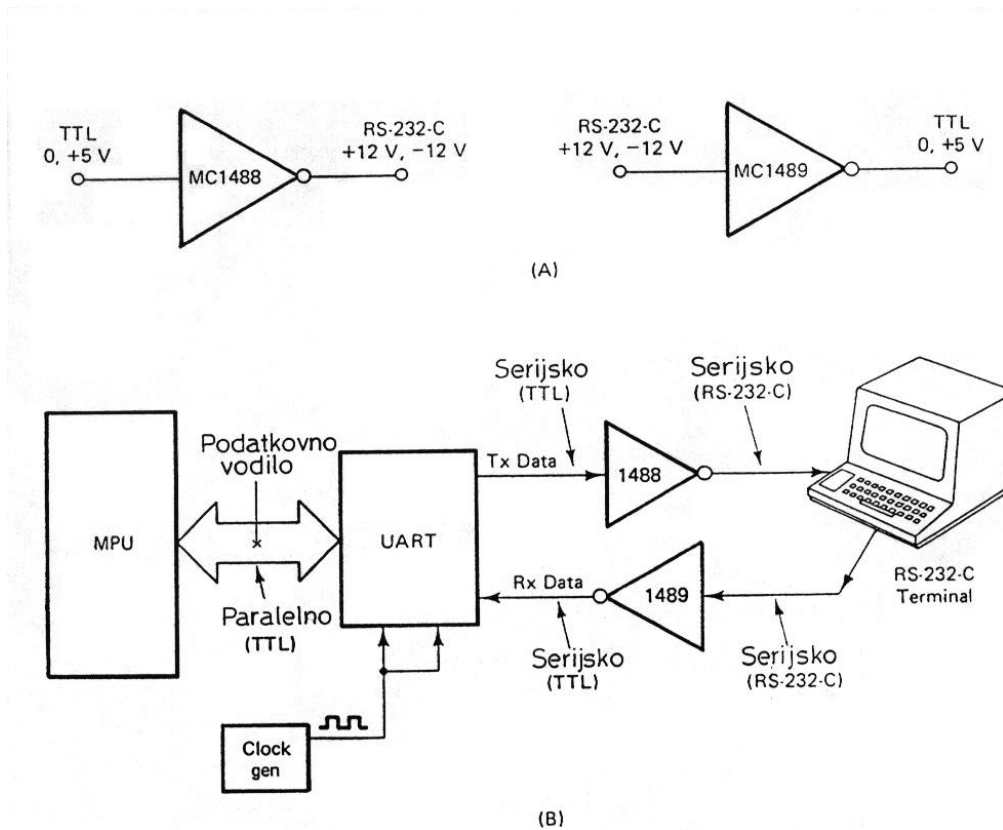 TTL
0, +5 V
MC1488
RS-232-C
+12 V, −12 V
RS-232-C
+12 V, −12 V
MC1489
TTL
0, +5 V
(A)
Serijsko
(TTL)
Serijsko
(RS-232-C)
MPU
Podatkovno
vodilo
Paralelno
(TTL)
UART
Tx Data
1488
Rx Data
1489
Serijsko
(TTL)
Serijsko
(RS-232-C)
RS-232-C
Terminal
Clock
gen
(B)